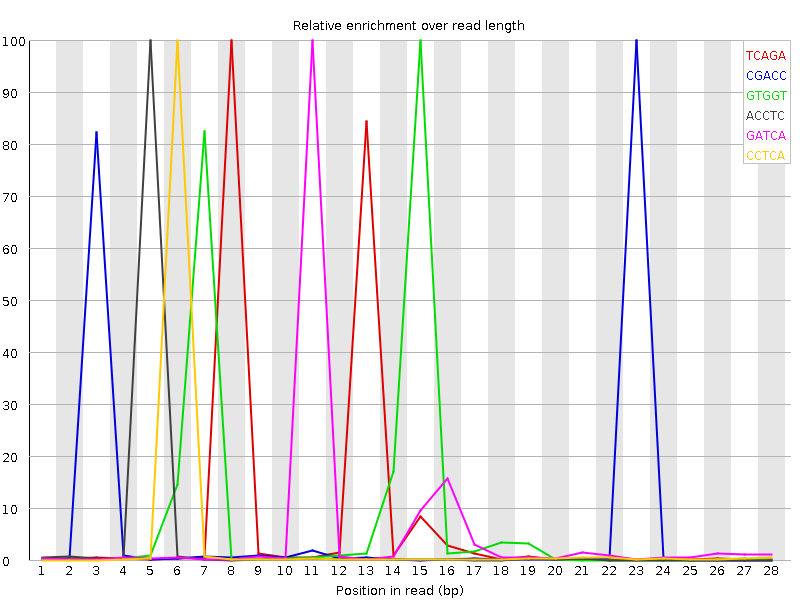 Relative enrichment over read length
100
90
80
70
60
50
40
30
20
10
0
TCAGA
CGACC
GTGGT
ACCTC
GATCA
CCTCA
1 2 3 4 5 6 7 8 9 10 11 12 13 14 15 16 17 18 19 20 21 22 23 24 25 26 27 28
Position in read (bp)